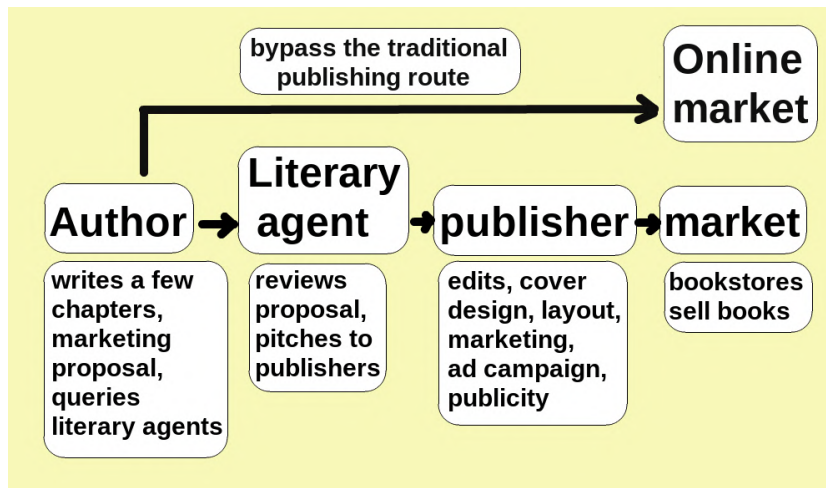 bypass the traditional
publishing route
Online
market
Author
Literary
agent
publisher
market
writes a few
chapters,
marketing
proposal,
queries
literary agents
reviews
proposal,
pitches to
publishers
edits, cover
design, layout,
marketing,
ad campaign,
publicity
bookstores
sell books